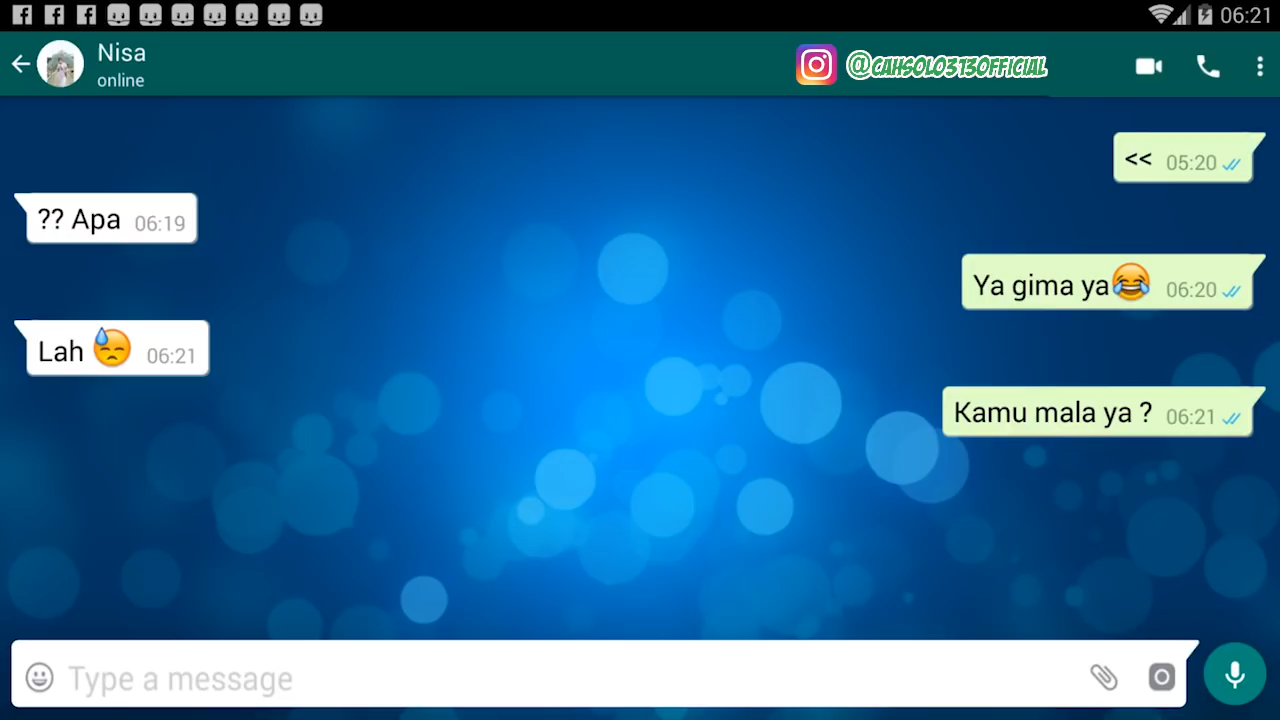 06:21
Nisa
online
@CAHSOLO313OFFICIAL
<< 05:20
?? Apa 06:19
Ya gima ya😂 06:20
Lah 😓 06:21
Kamu mala ya ? 06:21
Type a message